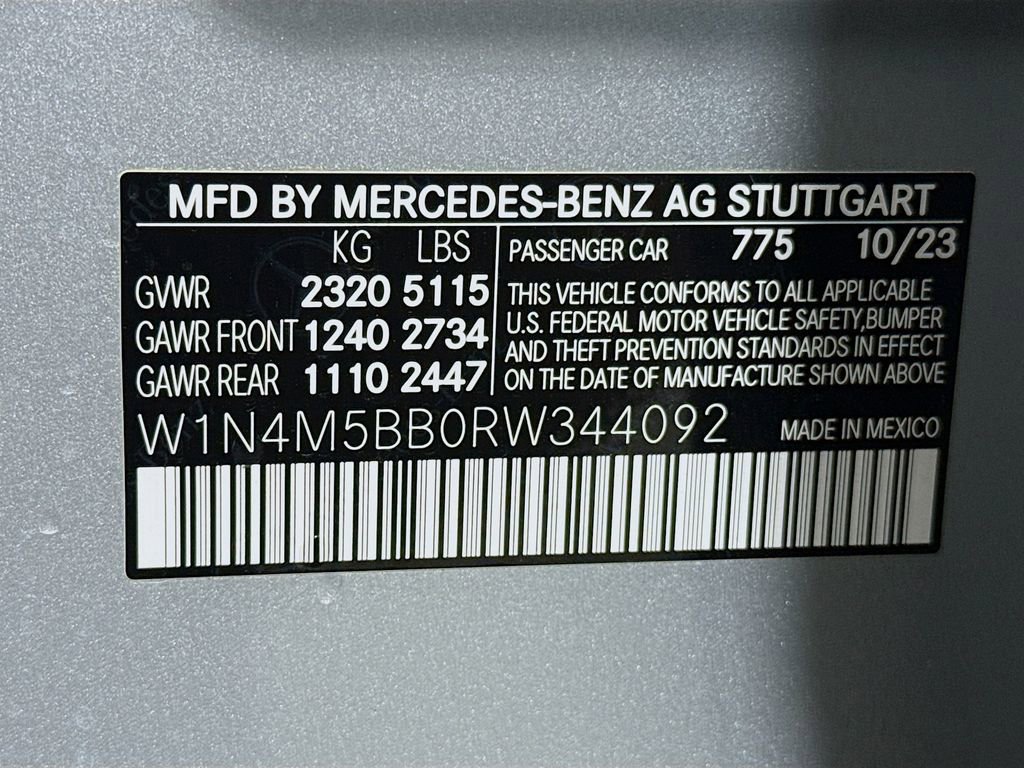 MFD BY MERCEDES-BENZ AG STUTTGART
KG LBS
GVWR 2320 5115
GAWR FRONT 1240 2734
GAWR REAR 1110 2447
PASSENGER CAR 775 10/23
THIS VEHICLE CONFORMS TO ALL APPLICABLE
U.S. FEDERAL MOTOR VEHICLE SAFETY,BUMPER
AND THEFT PREVENTION STANDARDS IN EFFECT
ON THE DATE OF MANUFACTURE SHOWN ABOVE
W1N4M5BB0RW344092 MADE IN MEXICO